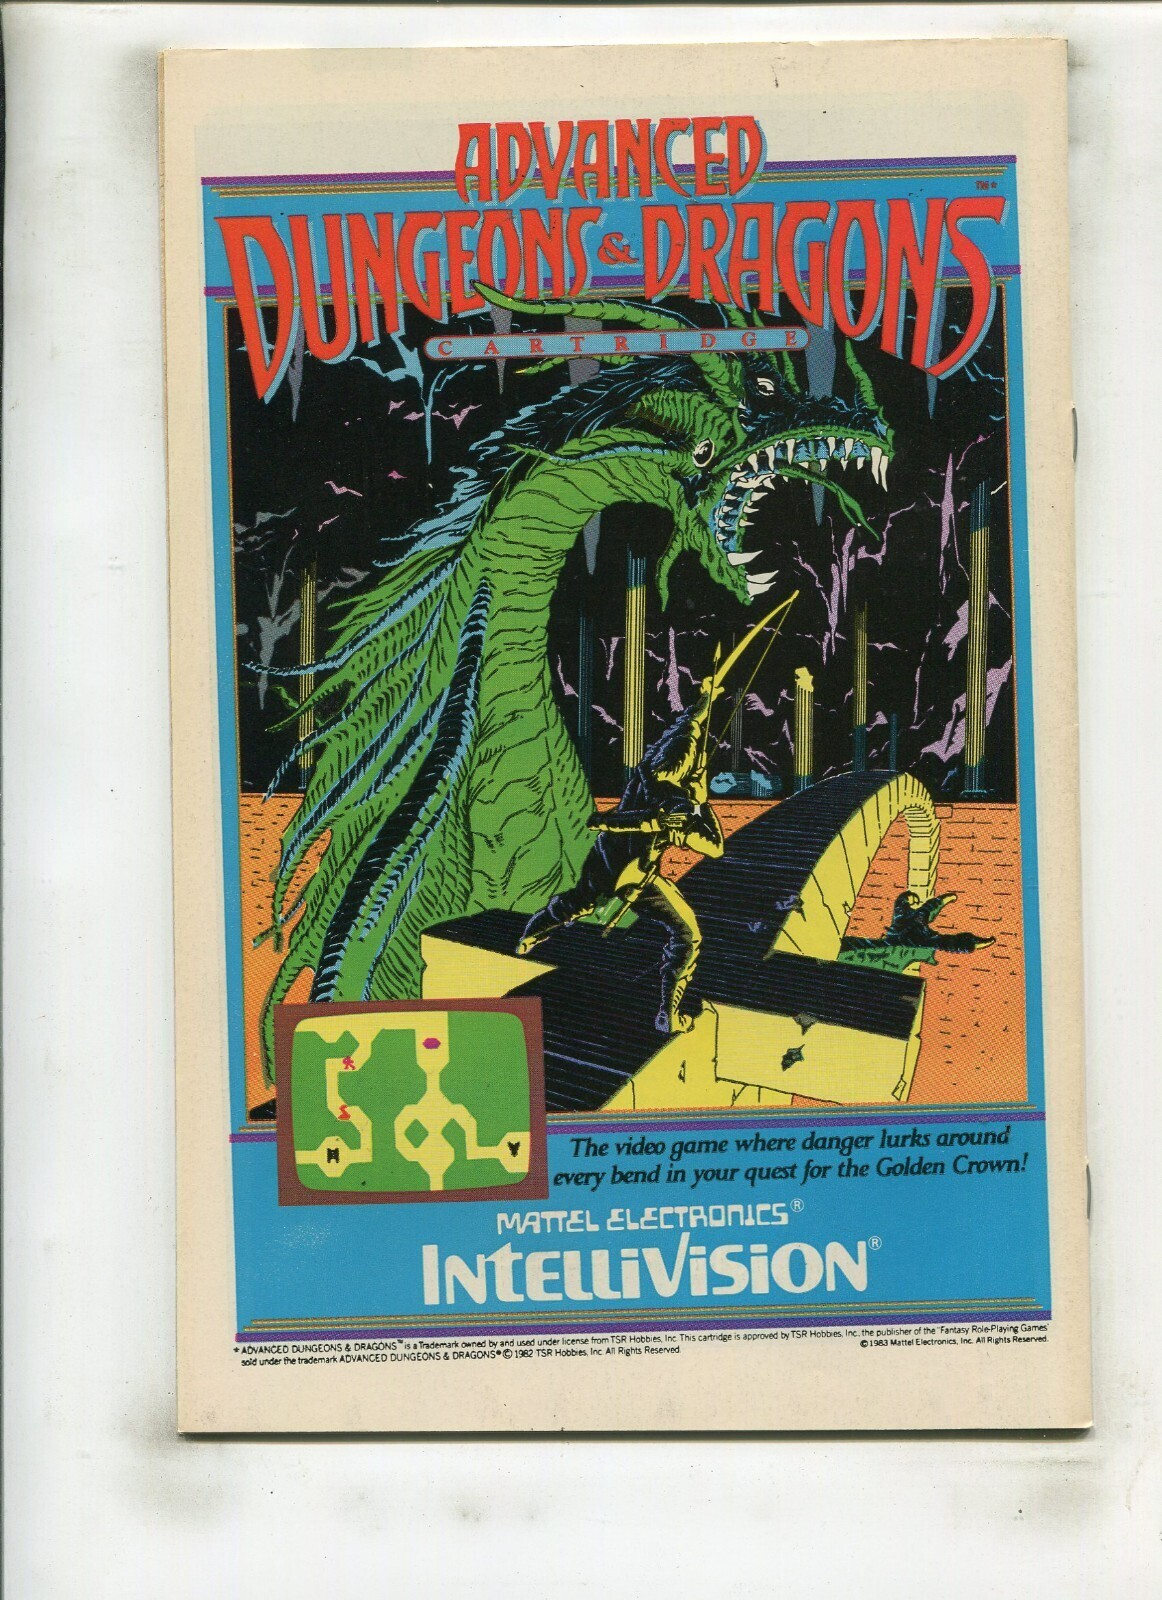 ADVANCED
DUNGEONS & DRAGONS TM*
CARTRIDGE
The video game where danger lurks around
every bend in your quest for the Golden Crown!
MATTEL ELECTRONICS®
INTELLIVISION®
*ADVANCED DUNGEONS & DRAGONS™ is a Trademark owned by and used under license from TSR Hobbies, Inc. This cartridge is approved by TSR Hobbies, Inc., the publisher of the "Fantasy Role-Playing Games"
sold under the trademark ADVANCED DUNGEONS & DRAGONS® © 1982 TSR Hobbies, Inc. All Rights Reserved.
© 1983 Mattel Electronics, Inc. All Rights Reserved.